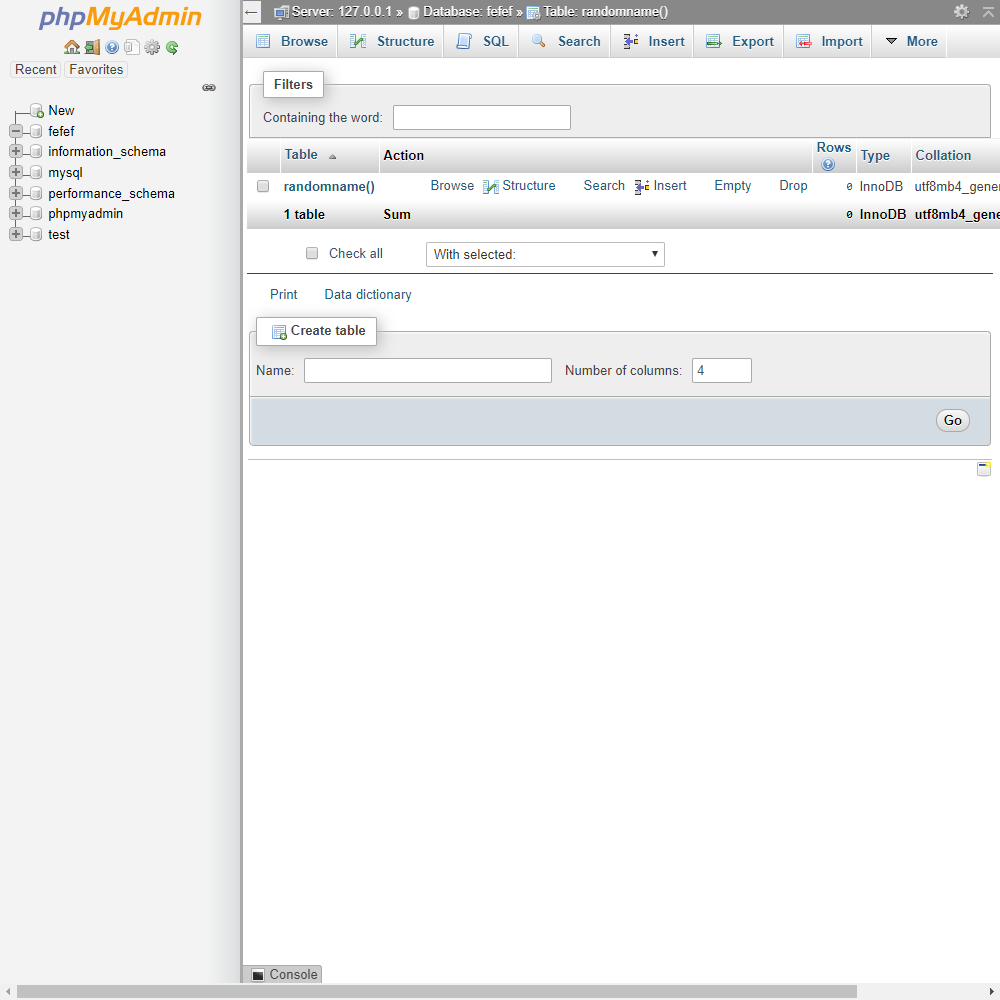 phpMyAdmin
Recent Favorites
New
fefef
information_schema
mysql
performance_schema
phpmyadmin
test
Server: 127.0.0.1 » Database: fefef » Table: randomname()
Browse Structure SQL Search Insert Export Import More
Filters
Containing the word:
Table Action Rows Type Collation
randomname() Browse Structure Search Insert Empty Drop 0 InnoDB utf8mb4_gener
1 table Sum 0 InnoDB utf8mb4_gene
Check all With selected:
Print Data dictionary
Create table
Name: Number of columns: 4
Go
Console